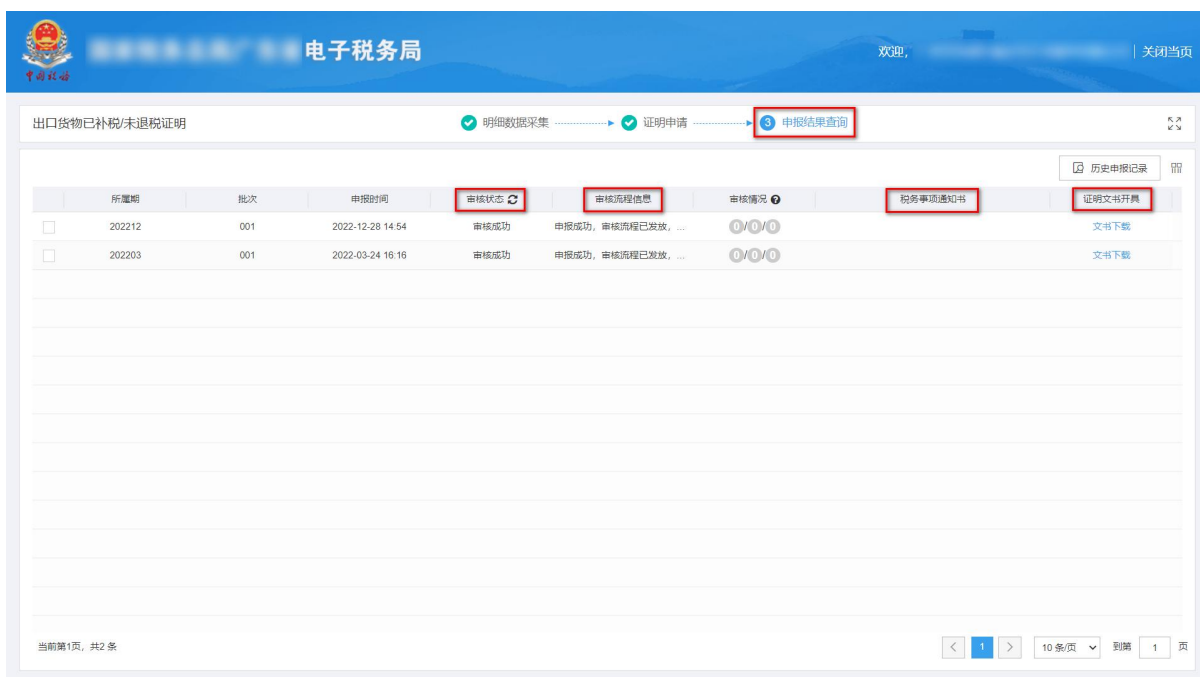 中国税务 电子税务局 欢迎, 关闭当页
出口货物已补税/未退税证明 明细数据采集 证明申请 3 申报结果查询
历史申报记录
所属期 批次 申报时间 审核状态 审核流程信息 审核情况 ? 税务事项通知书 证明文书开具
202212 001 2022-12-28 14:54 审核成功 申报成功，审核流程已发放，... 0/0/0 文书下载
202203 001 2022-03-24 16:16 审核成功 申报成功，审核流程已发放，... 0/0/0 文书下载
当前第1页，共2 条 < 1 > 10 条/页 到第 1 页